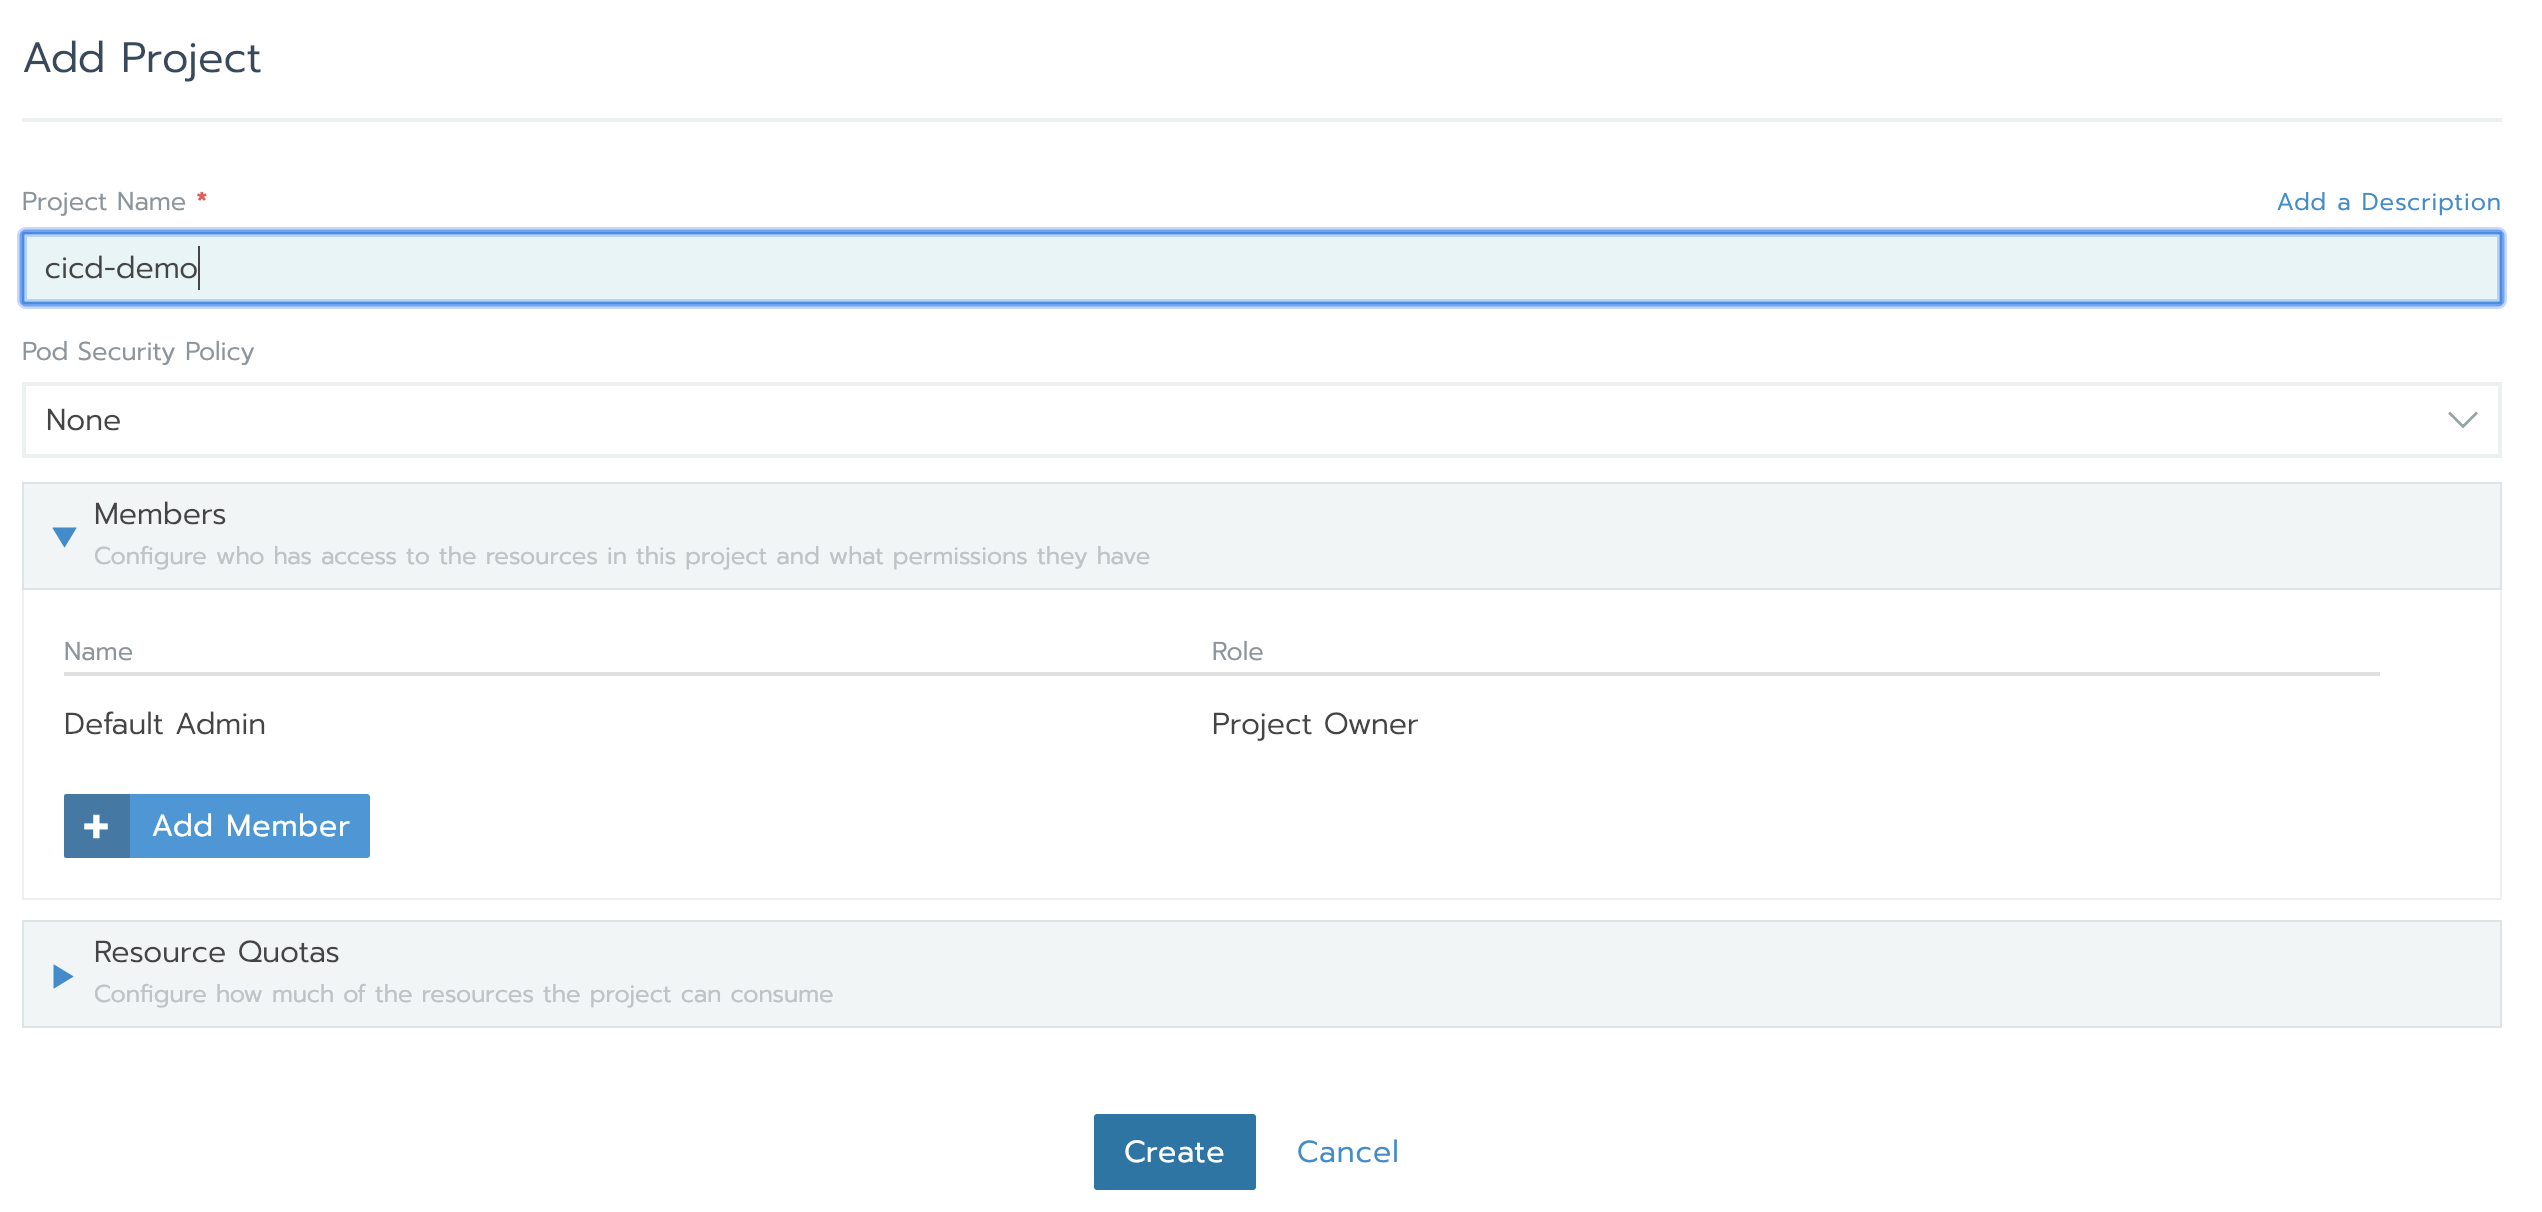 Add Project
Project Name * Add a Description
cicd-demo
Pod Security Policy
None
Members
Configure who has access to the resources in this project and what permissions they have
Name Role
Default Admin Project Owner
+ Add Member
Resource Quotas
Configure how much of the resources the project can consume
Create Cancel